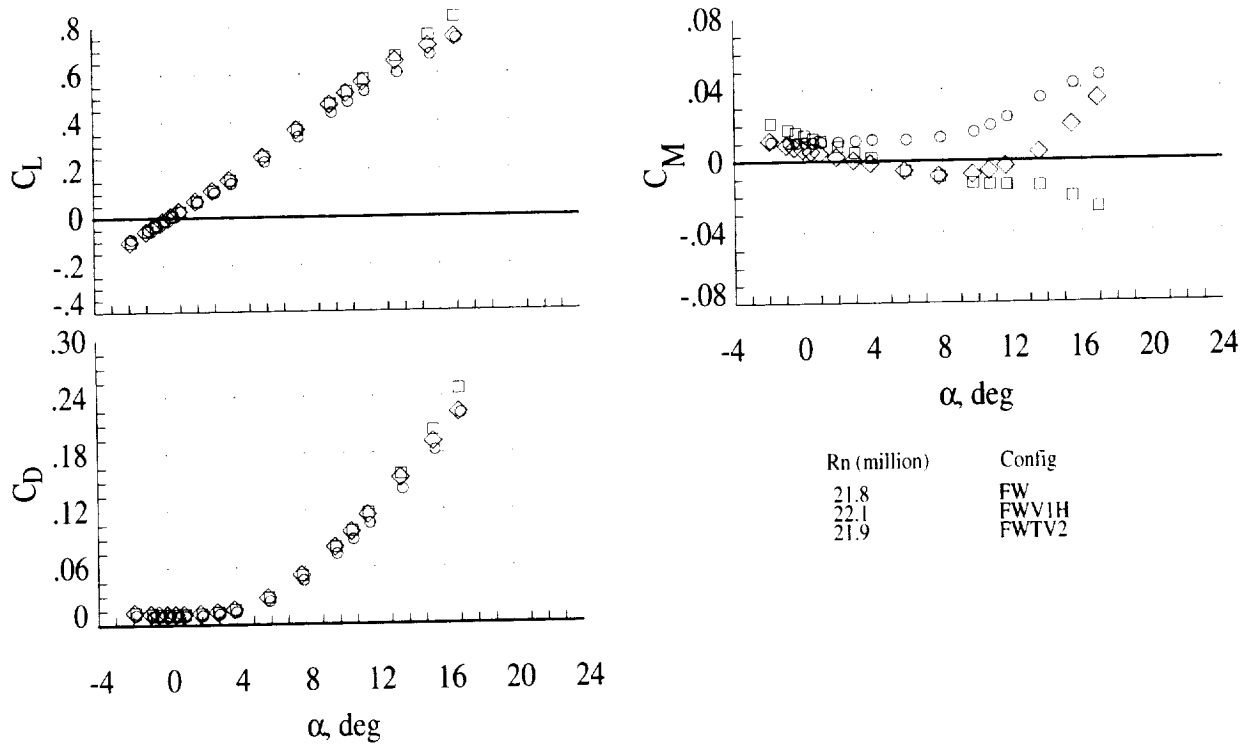 .8
.6
.4
.2
0
-.2
-.4
C_L
.30
.24
.18
.12
.06
0
C_D
-4 0 4 8 12 16 20 24
α, deg
.08
.04
0
-.04
-.08
C_M
-4 0 4 8 12 16 20 24
α, deg
Rn (million) Config
21.8 FW
22.1 FWV1H
21.9 FWTV2